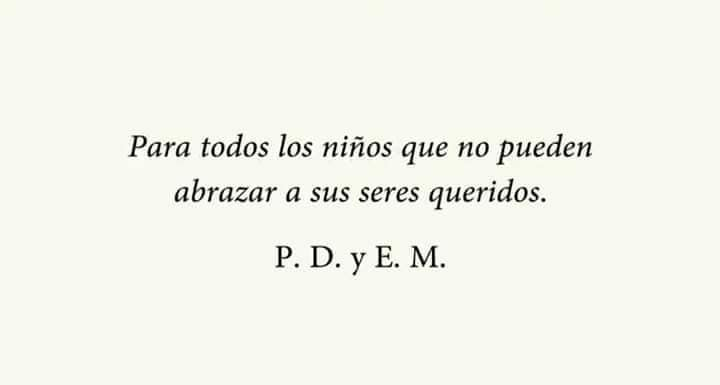 Para todos los niños que no pueden
abrazar a sus seres queridos.
P. D. y E. M.